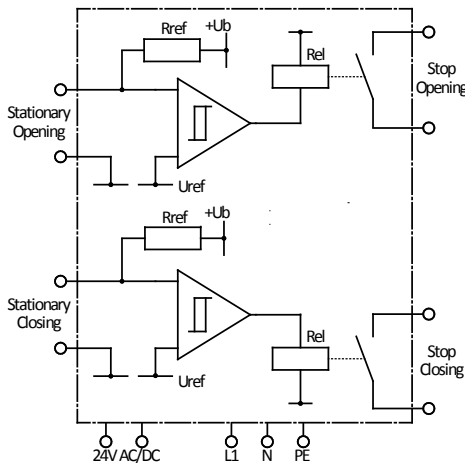 Rref
+Ub
Rel
Stationary
Opening
Stop
Opening
Uref
Rref
+Ub
Stationary
Closing
Rel
Stop
Closing
Uref
24V AC/DC
L1
N
PE